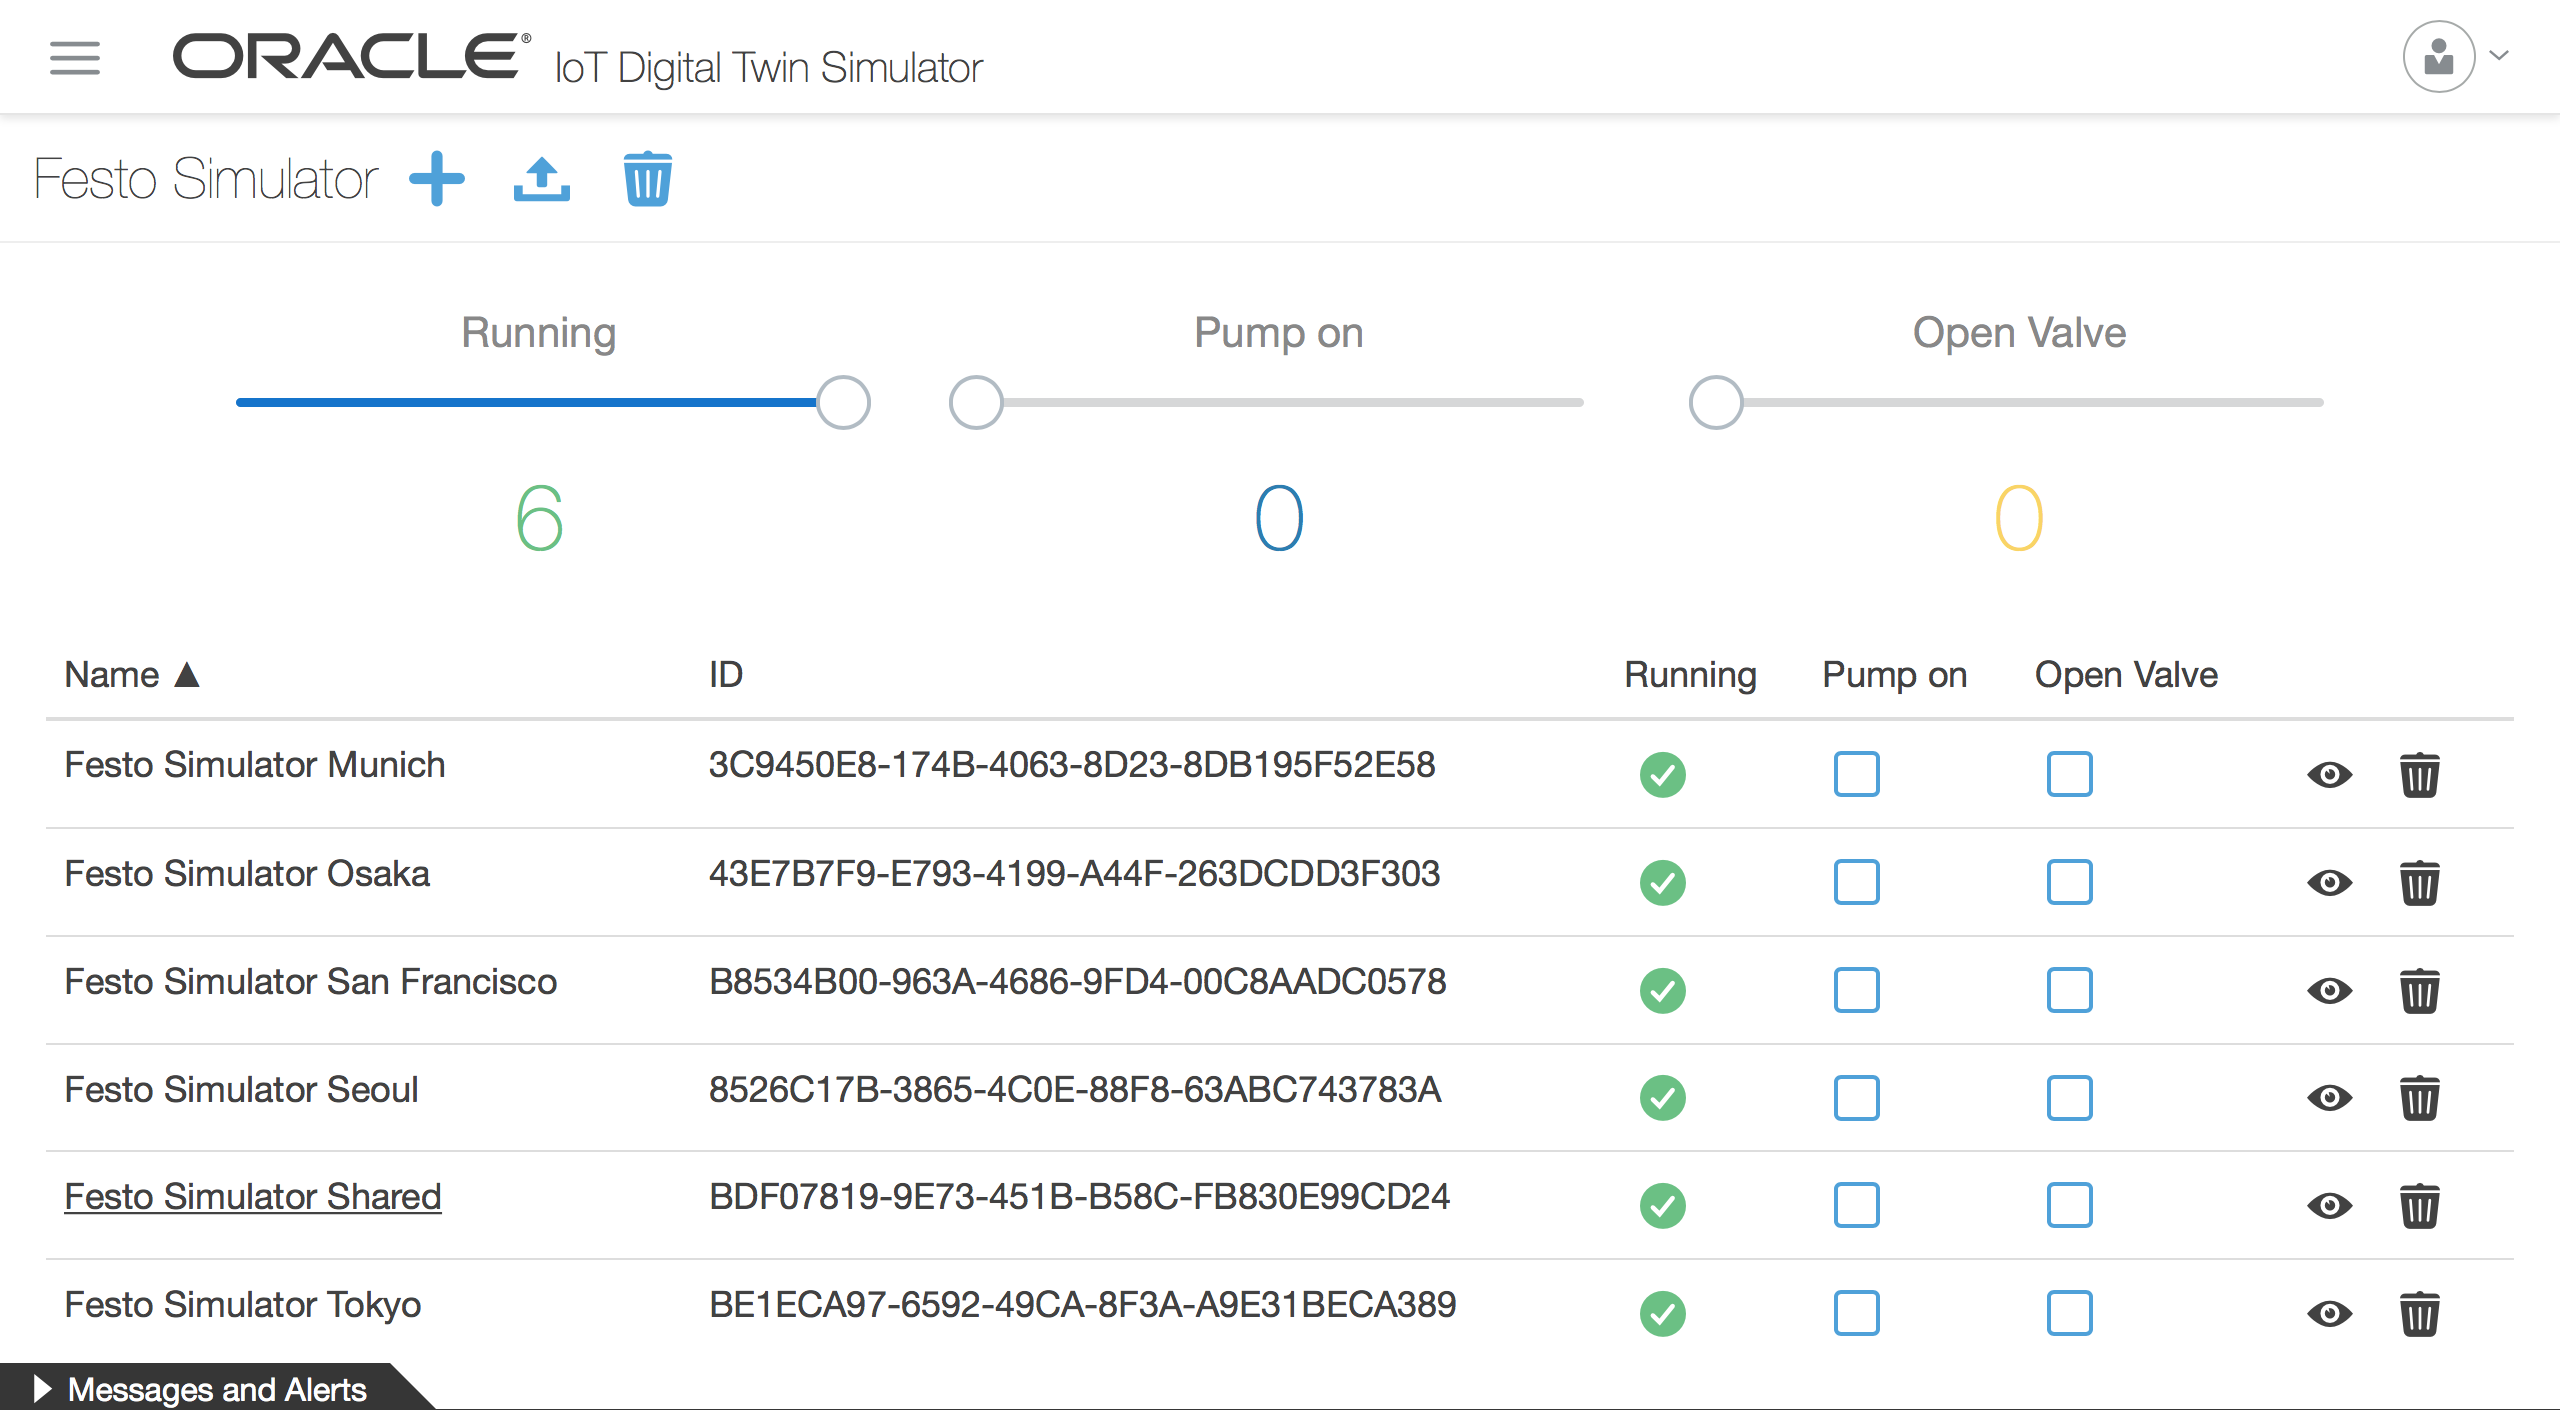 ORACLE® IoT Digital Twin Simulator
Festo Simulator
Running Pump on Open Valve
6 0 0
Name ▲ ID Running Pump on Open Valve
Festo Simulator Munich 3C9450E8-174B-4063-8D23-8DB195F52E58
Festo Simulator Osaka 43E7B7F9-E793-4199-A44F-263DCDD3F303
Festo Simulator San Francisco B8534B00-963A-4686-9FD4-00C8AADC0578
Festo Simulator Seoul 8526C17B-3865-4C0E-88F8-63ABC743783A
Festo Simulator Shared BDF07819-9E73-451B-B58C-FB830E99CD24
Festo Simulator Tokyo BE1ECA97-6592-49CA-8F3A-A9E31BECA389
Messages and Alerts